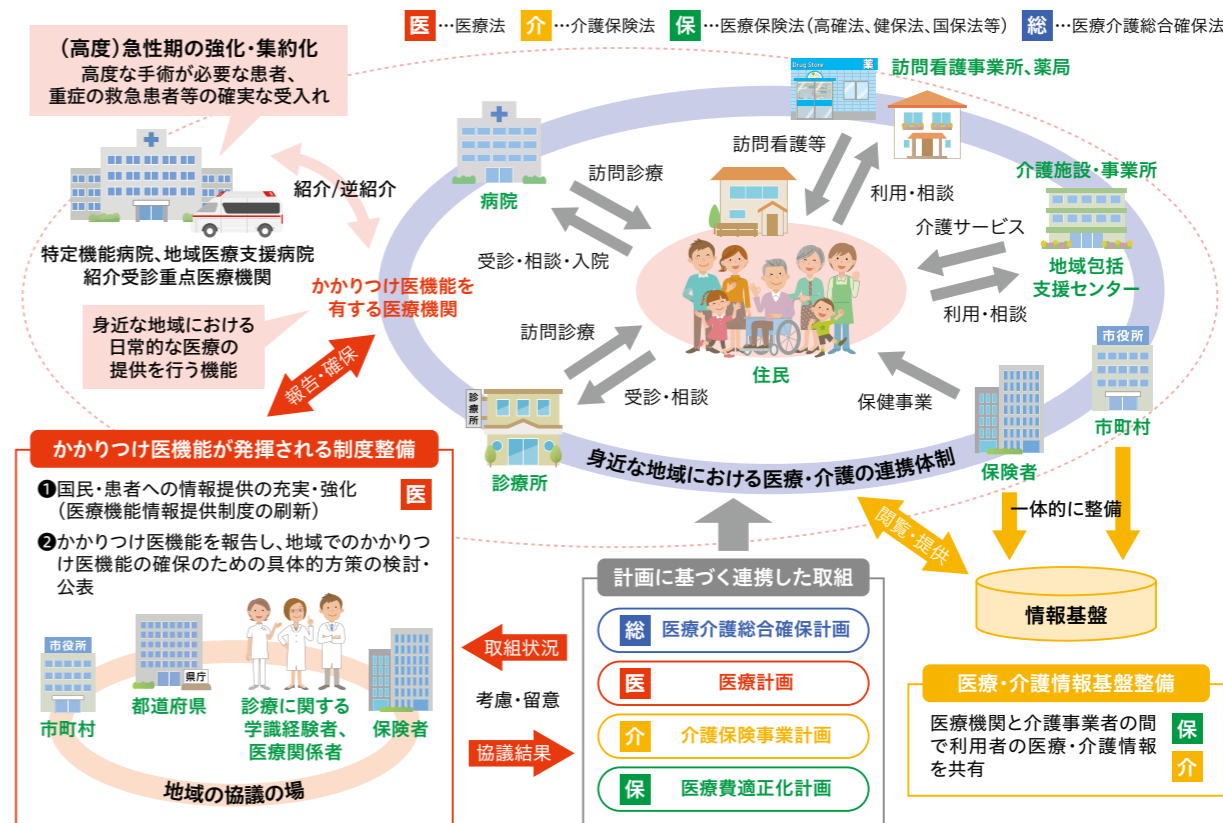 医…医療法 介…介護保険法 保…医療保険法(高確法、健保法、国保法等) 総…医療介護総合確保法
(高度)急性期の強化・集約化
高度な手術が必要な患者、
重症の救急患者等の確実な受入れ
Drug Store 薬
訪問看護事業所、薬局
訪問看護等
利用・相談
介護施設・事業所
紹介/逆紹介
病院
訪問診療
受診・相談・入院
介護サービス
利用・相談
地域包括
支援センター
特定機能病院、地域医療支援病院
紹介受診重点医療機関
かかりつけ医機能を
有する医療機関
身近な地域における
日常的な医療の
提供を行う機能
報告・確保
訪問診療
受診・相談
住民
保健事業
市役所
市町村
診療所
診療所
保険者
身近な地域における医療・介護の連携体制
一体的に整備
閲覧・提供
情報基盤
かかりつけ医機能が発揮される制度整備
❶国民・患者への情報提供の充実・強化
(医療機能情報提供制度の刷新)
医
❷かかりつけ医機能を報告し、地域でのかかりつ
け医機能の確保のための具体的方策の検討・
公表
市役所
市町村
県庁
都道府県
診療に関する
学識経験者、
医療関係者
保険者
地域の協議の場
取組状況
考慮・留意
協議結果
計画に基づく連携した取組
総 医療介護総合確保計画
医 医療計画
介 介護保険事業計画
保 医療費適正化計画
医療・介護情報基盤整備
医療機関と介護事業者の間
で利用者の医療・介護情報
を共有
保
介